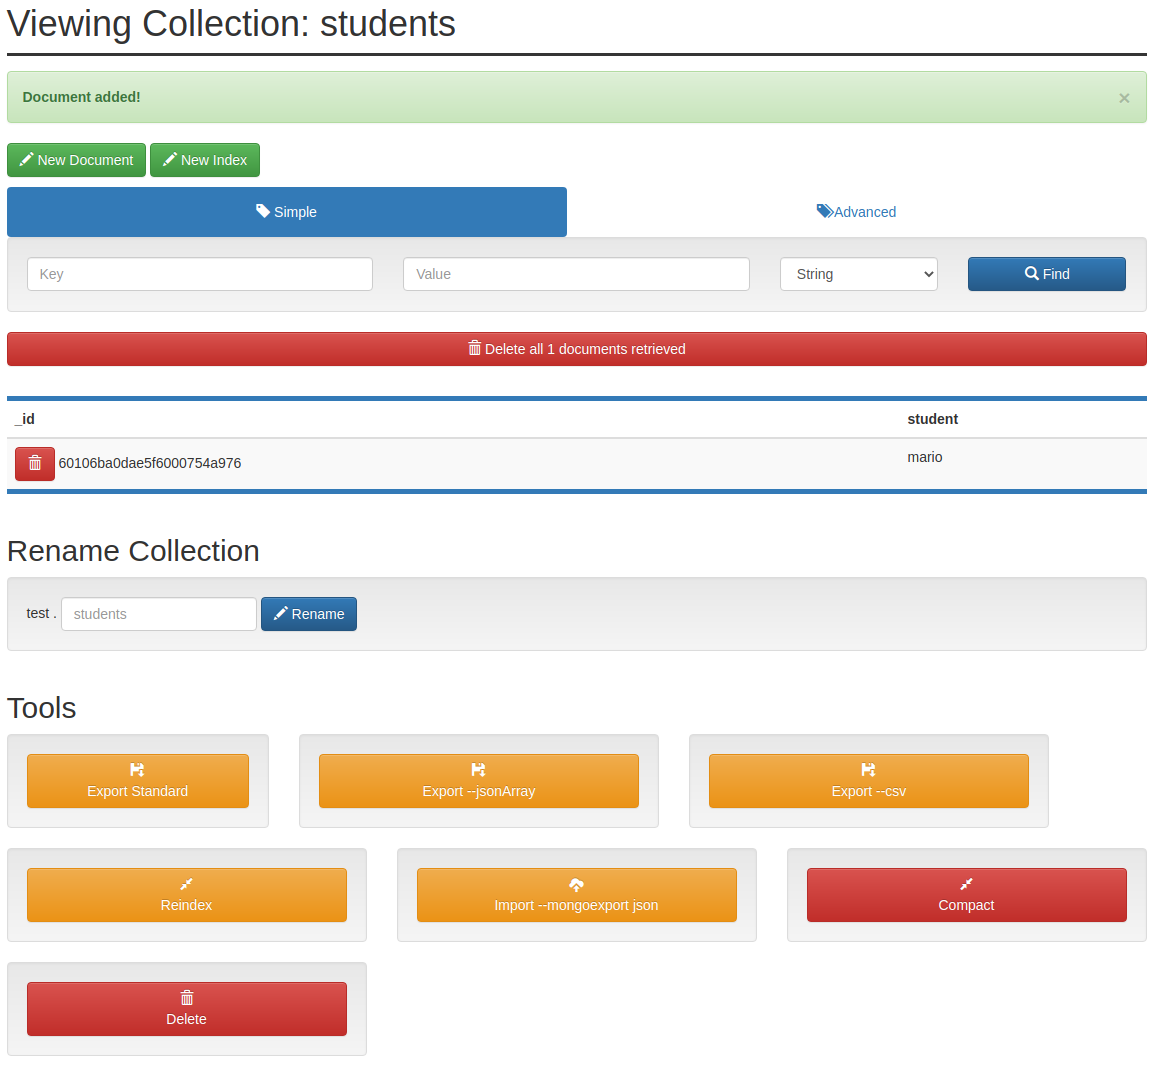 Viewing Collection: students
Document added! ×
New Document New Index
Simple Advanced
Key Value String Find
Delete all 1 documents retrieved
_id student
60106ba0dae5f6000754a976 mario
Rename Collection
test . students Rename
Tools
Export Standard Export --jsonArray Export --csv
Reindex Import --mongoexport json Compact
Delete